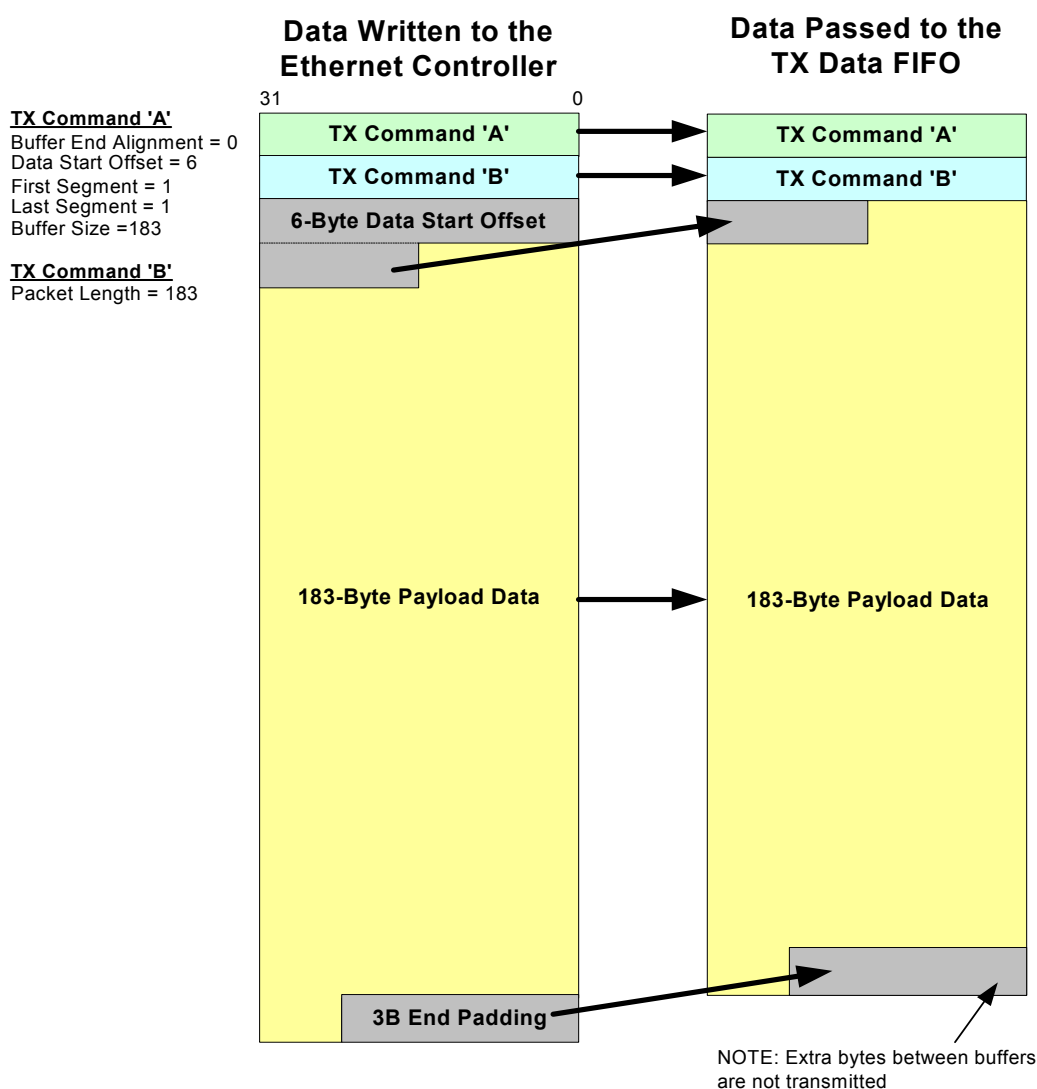 Data Written to the
Ethernet Controller
Data Passed to the
TX Data FIFO
31
0
TX Command 'A'
Buffer End Alignment = 0
Data Start Offset = 6
First Segment = 1
Last Segment = 1
Buffer Size =183
TX Command 'B'
Packet Length = 183
TX Command 'A'
TX Command 'B'
6-Byte Data Start Offset
183-Byte Payload Data
3B End Padding
TX Command 'A'
TX Command 'B'
183-Byte Payload Data
NOTE: Extra bytes between buffers
are not transmitted